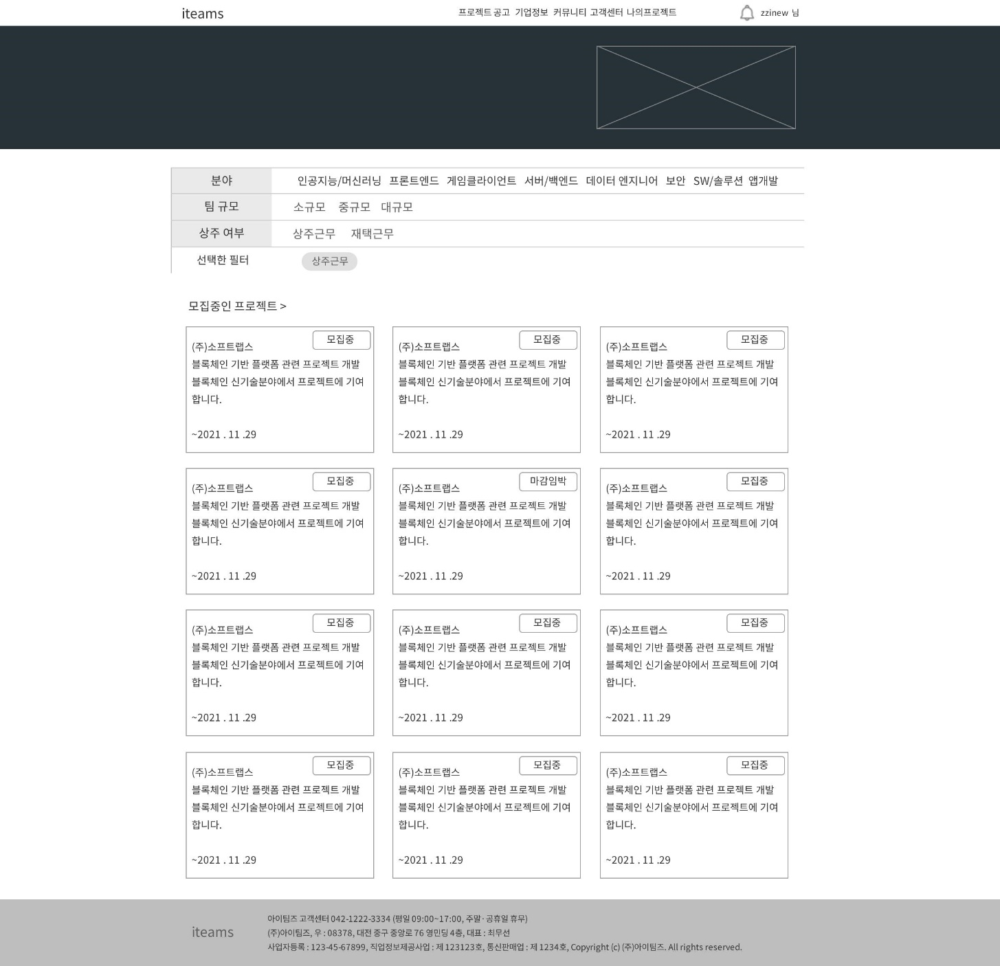 iteams 프로젝트 공고 기업정보 커뮤니티 고객센터 나의프로젝트 zzinew 님
분야 인공지능/머신러닝 프론트엔드 게임클라이언트 서버/백엔드 데이터 엔지니어 보안 SW/솔루션 앱개발
팀 규모 소규모 중규모 대규모
상주 여부 상주근무 재택근무
선택한 필터 상주근무
모집중인 프로젝트 >
모집중
(주)소프트랩스
블록체인 기반 플랫폼 관련 프로젝트 개발
블록체인 신기술분야에서 프로젝트에 기여
합니다.
~2021 . 11 .29
모집중
(주)소프트랩스
블록체인 기반 플랫폼 관련 프로젝트 개발
블록체인 신기술분야에서 프로젝트에 기여
합니다.
~2021 . 11 .29
모집중
(주)소프트랩스
블록체인 기반 플랫폼 관련 프로젝트 개발
블록체인 신기술분야에서 프로젝트에 기여
합니다.
~2021 . 11 .29
모집중
(주)소프트랩스
블록체인 기반 플랫폼 관련 프로젝트 개발
블록체인 신기술분야에서 프로젝트에 기여
합니다.
~2021 . 11 .29
마감임박
(주)소프트랩스
블록체인 기반 플랫폼 관련 프로젝트 개발
블록체인 신기술분야에서 프로젝트에 기여
합니다.
~2021 . 11 .29
모집중
(주)소프트랩스
블록체인 기반 플랫폼 관련 프로젝트 개발
블록체인 신기술분야에서 프로젝트에 기여
합니다.
~2021 . 11 .29
모집중
(주)소프트랩스
블록체인 기반 플랫폼 관련 프로젝트 개발
블록체인 신기술분야에서 프로젝트에 기여
합니다.
~2021 . 11 .29
모집중
(주)소프트랩스
블록체인 기반 플랫폼 관련 프로젝트 개발
블록체인 신기술분야에서 프로젝트에 기여
합니다.
~2021 . 11 .29
모집중
(주)소프트랩스
블록체인 기반 플랫폼 관련 프로젝트 개발
블록체인 신기술분야에서 프로젝트에 기여
합니다.
~2021 . 11 .29
모집중
(주)소프트랩스
블록체인 기반 플랫폼 관련 프로젝트 개발
블록체인 신기술분야에서 프로젝트에 기여
합니다.
~2021 . 11 .29
모집중
(주)소프트랩스
블록체인 기반 플랫폼 관련 프로젝트 개발
블록체인 신기술분야에서 프로젝트에 기여
합니다.
~2021 . 11 .29
모집중
(주)소프트랩스
블록체인 기반 플랫폼 관련 프로젝트 개발
블록체인 신기술분야에서 프로젝트에 기여
합니다.
~2021 . 11 .29
iteams
아이팀즈 고객센터 042-1222-3334 (평일 09:00~17:00, 주말 · 공휴일 휴무)
(주)아이팀즈, 우 : 08378, 대전 중구 중앙로 76 영민딩 4층, 대표 : 최무선
사업자등록 : 123-45-67899, 직업정보제공사업 : 제 123123호, 통신판매업 : 제 1234호, Copyright (c) (주)아이팀즈. All rights reserved.